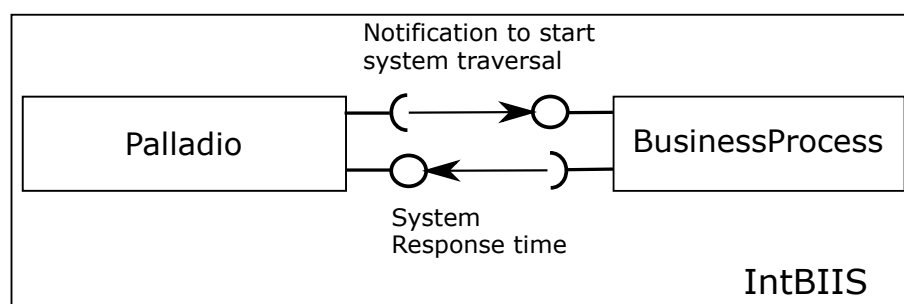 Notification to start
system traversal
Palladio
BusinessProcess
System
Response time
IntBIIS